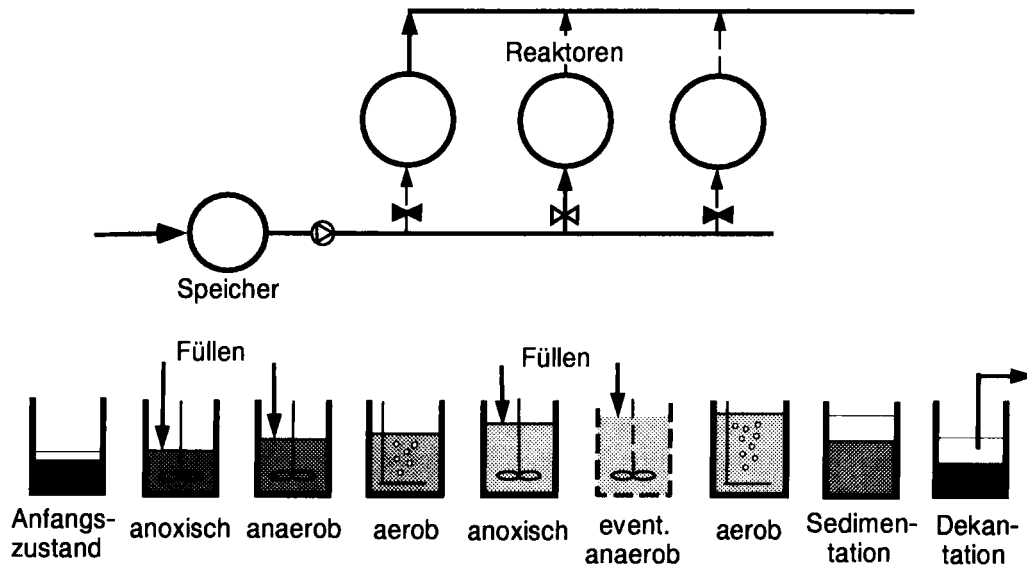 Reaktoren
Speicher
Füllen
Füllen
Anfangs-
zustand
anoxisch
anaerob
aerob
anoxisch
event.
anaerob
aerob
Sedimen-
tation
Dekan-
tation